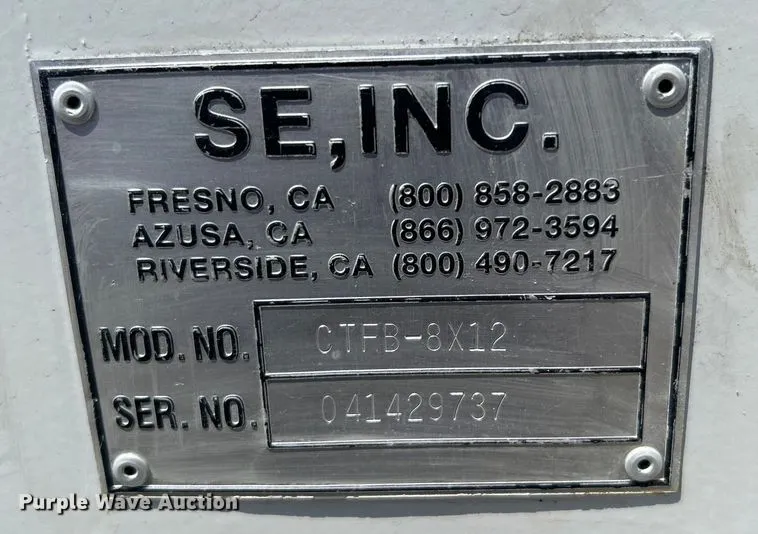 SE, INC.
FRESNO, CA (800) 858-2883
AZUSA, CA (866) 972-3594
RIVERSIDE, CA (800) 490-7217
MOD. NO. CTFB-8X12
SER. NO. 041429737
Purple Wave Auction